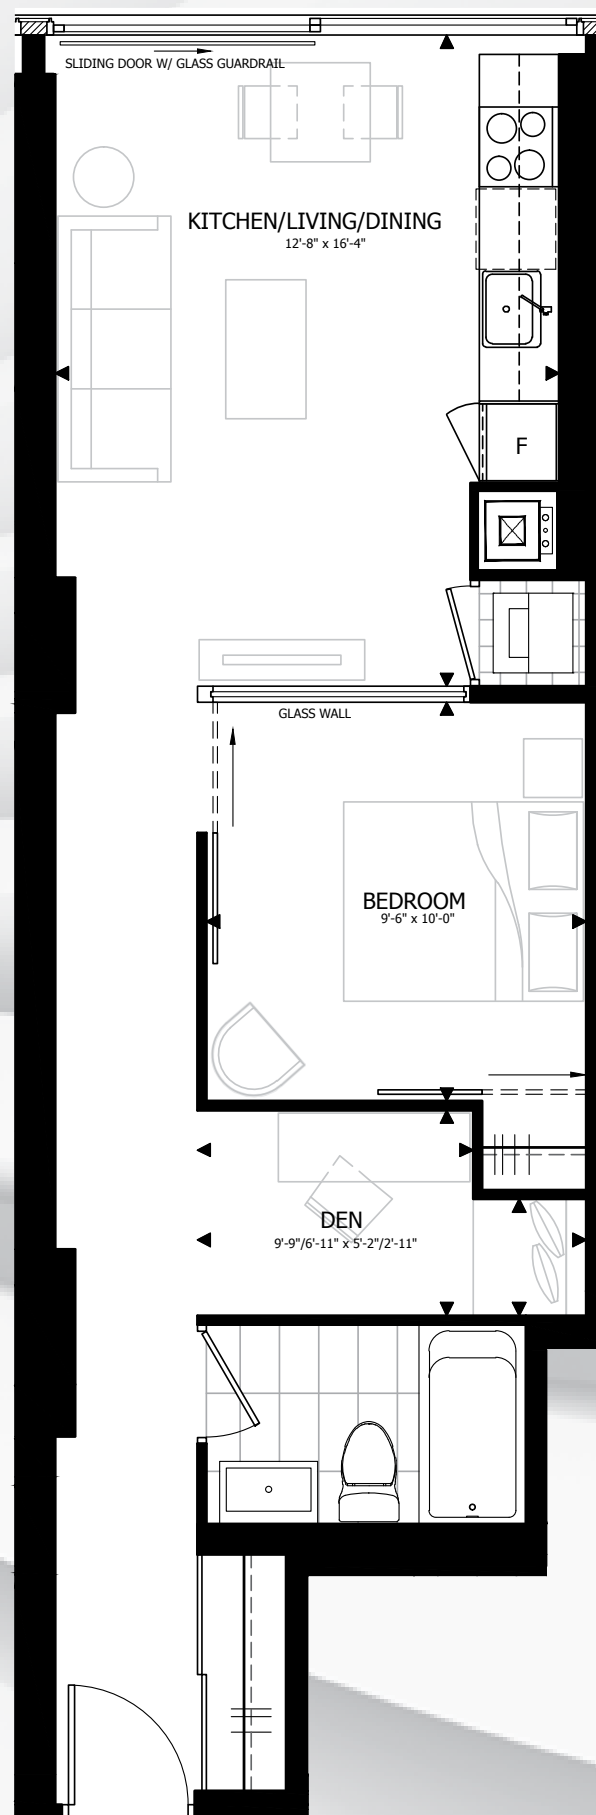 SLIDING DOOR W/ GLASS GUARDRAIL
KITCHEN/LIVING/DINING
12'-8" x 16'-4"
F
GLASS WALL
BEDROOM
9'-6" x 10'-0"
DEN
9'-9"/6'-11" x 5'-2"/2'-11"